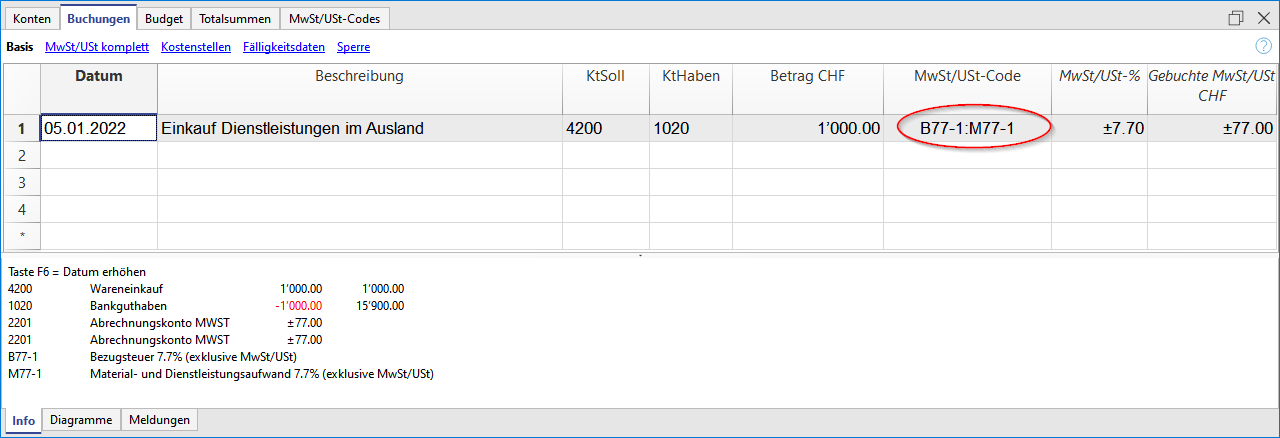 Konten Buchungen Budget Totalsummen MwSt/USt-Codes
Basis MwSt/USt komplett Kostenstellen Fälligkeitsdaten Sperre ?
Datum Beschreibung KtSoll KtHaben Betrag CHF MwSt/USt-Code MwSt/USt-% Gebuchte MwSt/USt
CHF
1 05.01.2022 Einkauf Dienstleistungen im Ausland 4200 1020 1’000.00 B77-1:M77-1 ±7.70 ±77.00
2
3
4
*
Taste F6 = Datum erhöhen
4200 Wareneinkauf 1’000.00 1’000.00
1020 Bankguthaben -1’000.00 15’900.00
2201 Abrechnungskonto MWST ±77.00
2201 Abrechnungskonto MWST ±77.00
B77-1 Bezugsteuer 7.7% (exklusive MwSt/USt)
M77-1 Material- und Dienstleistungsaufwand 7.7% (exklusive MwSt/USt)
Info Diagramme Meldungen